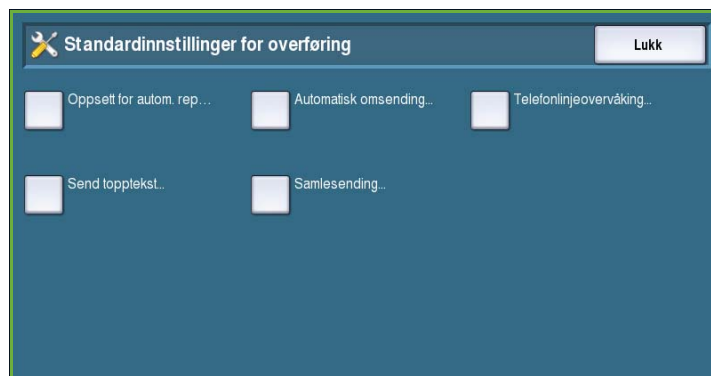 Standardinnstillinger for overføring
Lukk
Oppsett for autom. rep...
Automatisk omsending...
Telefonlinjeovervåking...
Send topptekst...
Samlesending...